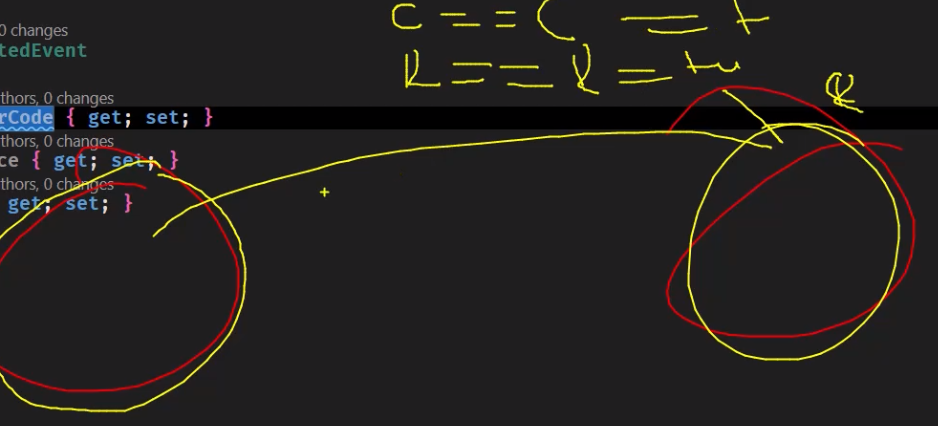 0 changes
tedEvent
thors, 0 changes
rCode { get; set; }
thors, 0 changes
ce { get; set; }
thors, 0 changes
get; set; }
R